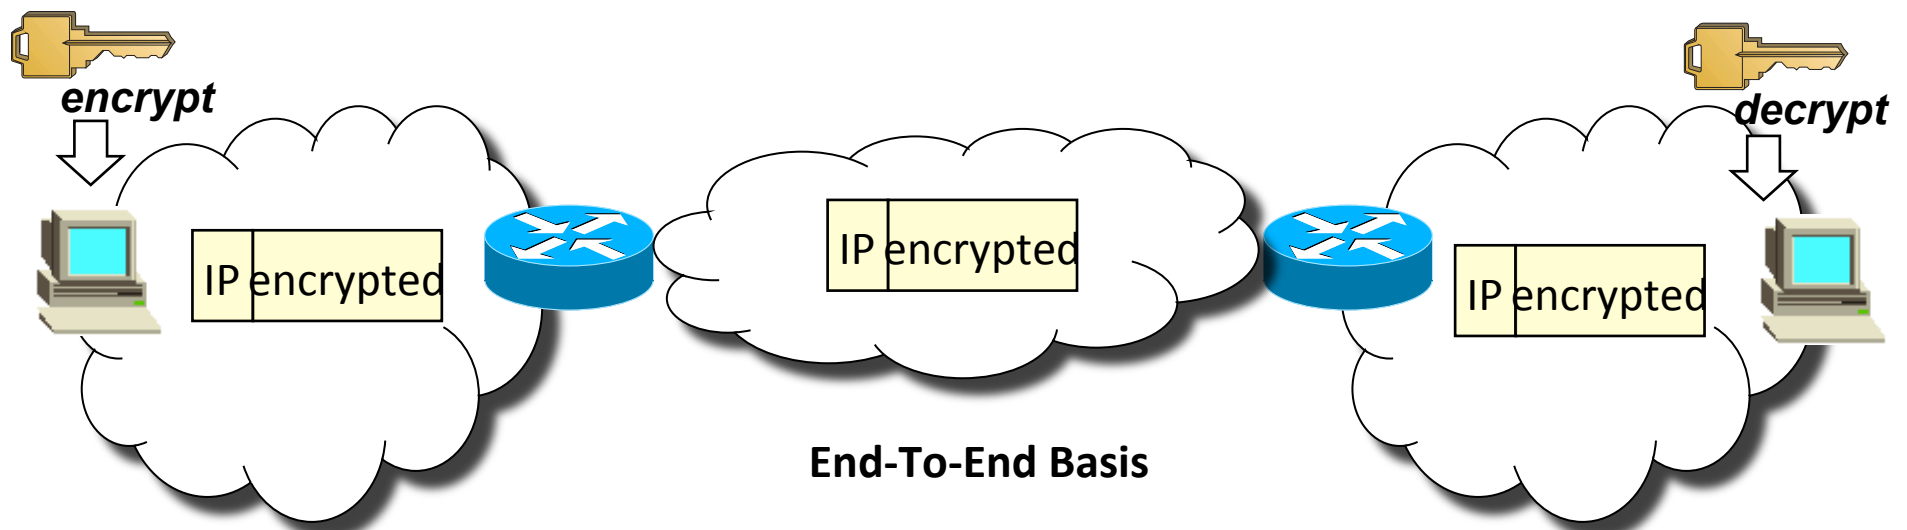 encrypt
decrypt
IP encrypted
IP encrypted
IP encrypted
End-To-End Basis